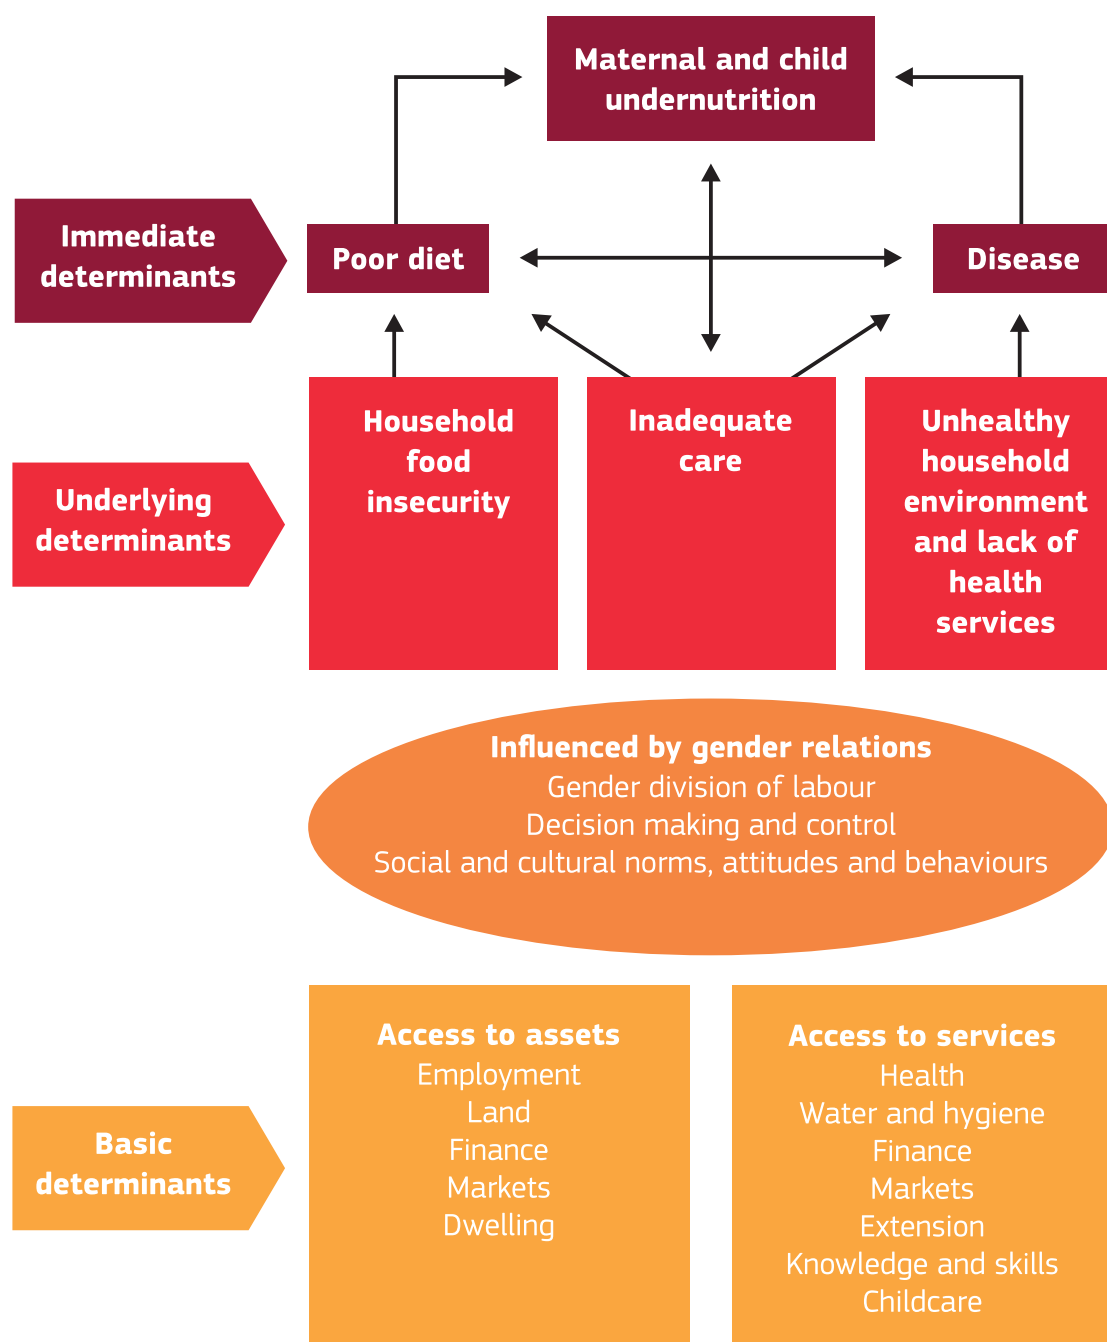 Maternal and child
undernutrition
Immediate
determinants
Poor diet
Disease
Underlying
determinants
Household
food
insecurity
Inadequate
care
Unhealthy
household
environment
and lack of
health
services
Influenced by gender relations
Gender division of labour
Decision making and control
Social and cultural norms, attitudes and behaviours
Basic
determinants
Access to assets
Employment
Land
Finance
Markets
Dwelling
Access to services
Health
Water and hygiene
Finance
Markets
Extension
Knowledge and skills
Childcare